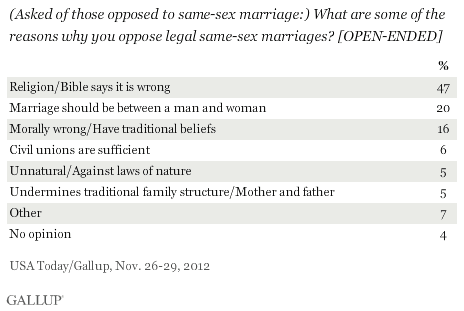 (Asked of those opposed to same-sex marriage:) What are some of the
reasons why you oppose legal same-sex marriages? [OPEN-ENDED]
%
Religion/Bible says it is wrong 47
Marriage should be between a man and woman 20
Morally wrong/Have traditional beliefs 16
Civil unions are sufficient 6
Unnatural/Against laws of nature 5
Undermines traditional family structure/Mother and father 5
Other 7
No opinion 4
USA Today/Gallup, Nov. 26-29, 2012
GALLUP®